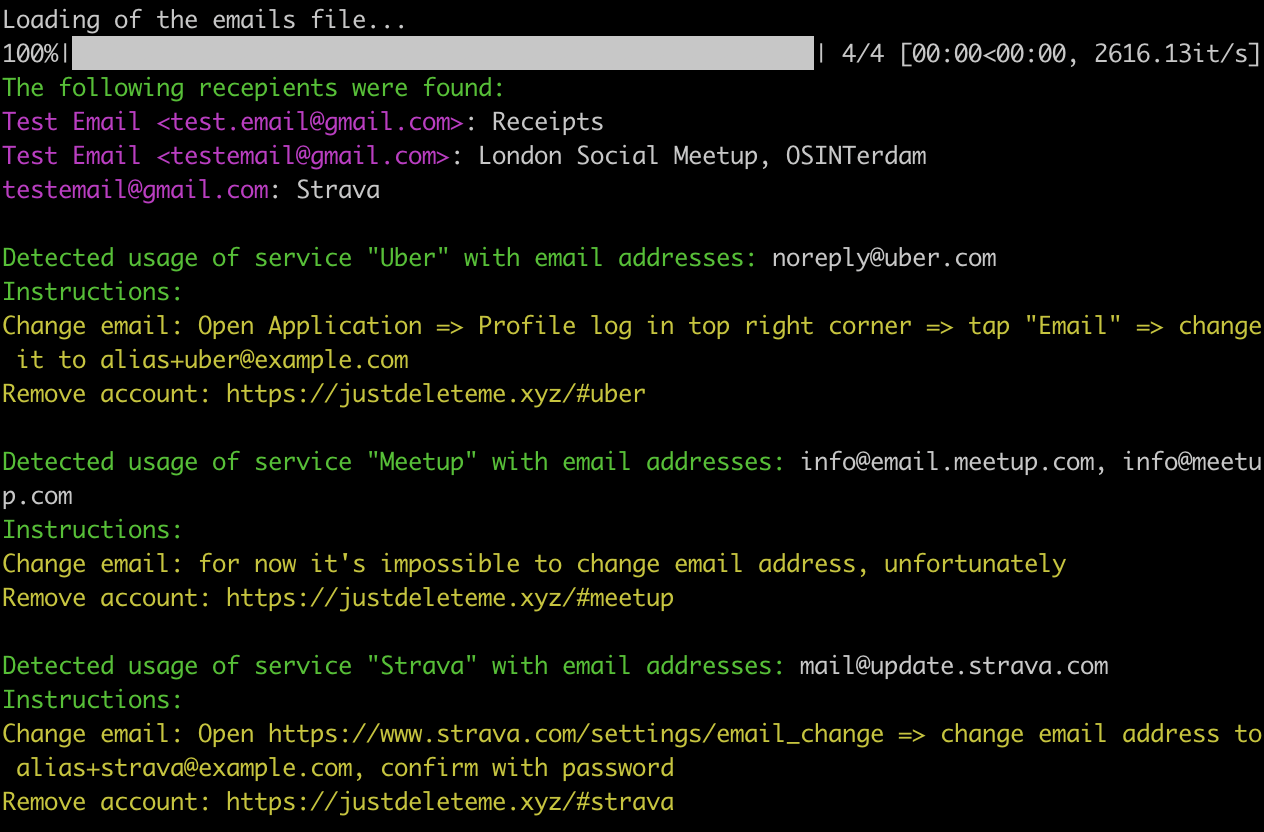 Loading of the emails file...
100%| | 4/4 [00:00<00:00, 2616.13it/s]
The following recepients were found:
Test Email <test.email@gmail.com>: Receipts
Test Email <testemail@gmail.com>: London Social Meetup, OSINTerdam
testemail@gmail.com: Strava
Detected usage of service "Uber" with email addresses: noreply@uber.com
Instructions:
Change email: Open Application => Profile log in top right corner => tap "Email" => change
it to alias+uber@example.com
Remove account: https://justdeleteme.xyz/#uber
Detected usage of service "Meetup" with email addresses: info@email.meetup.com, info@meetu
p.com
Instructions:
Change email: for now it's impossible to change email address, unfortunately
Remove account: https://justdeleteme.xyz/#meetup
Detected usage of service "Strava" with email addresses: mail@update.strava.com
Instructions:
Change email: Open https://www.strava.com/settings/email_change => change email address to
alias+strava@example.com, confirm with password
Remove account: https://justdeleteme.xyz/#strava